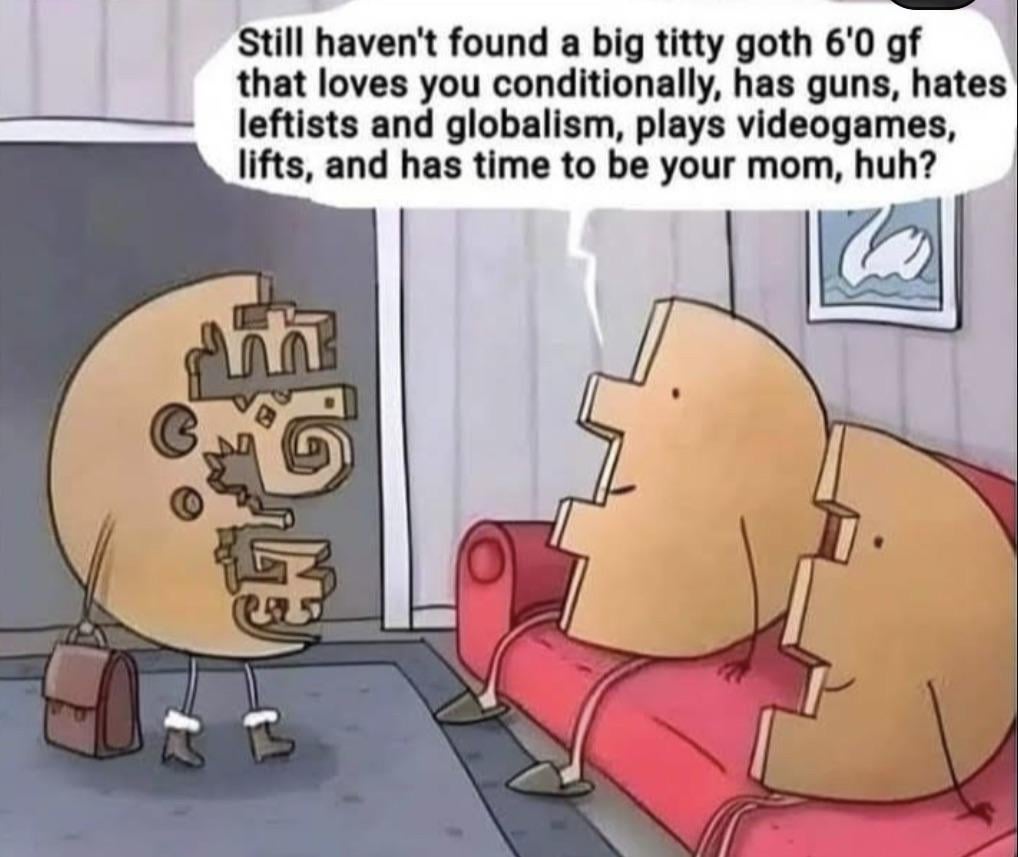 Still haven't found a big titty goth 6'0 gf
that loves you conditionally, has guns, hates
leftists and globalism, plays videogames,
lifts, and has time to be your mom, huh?